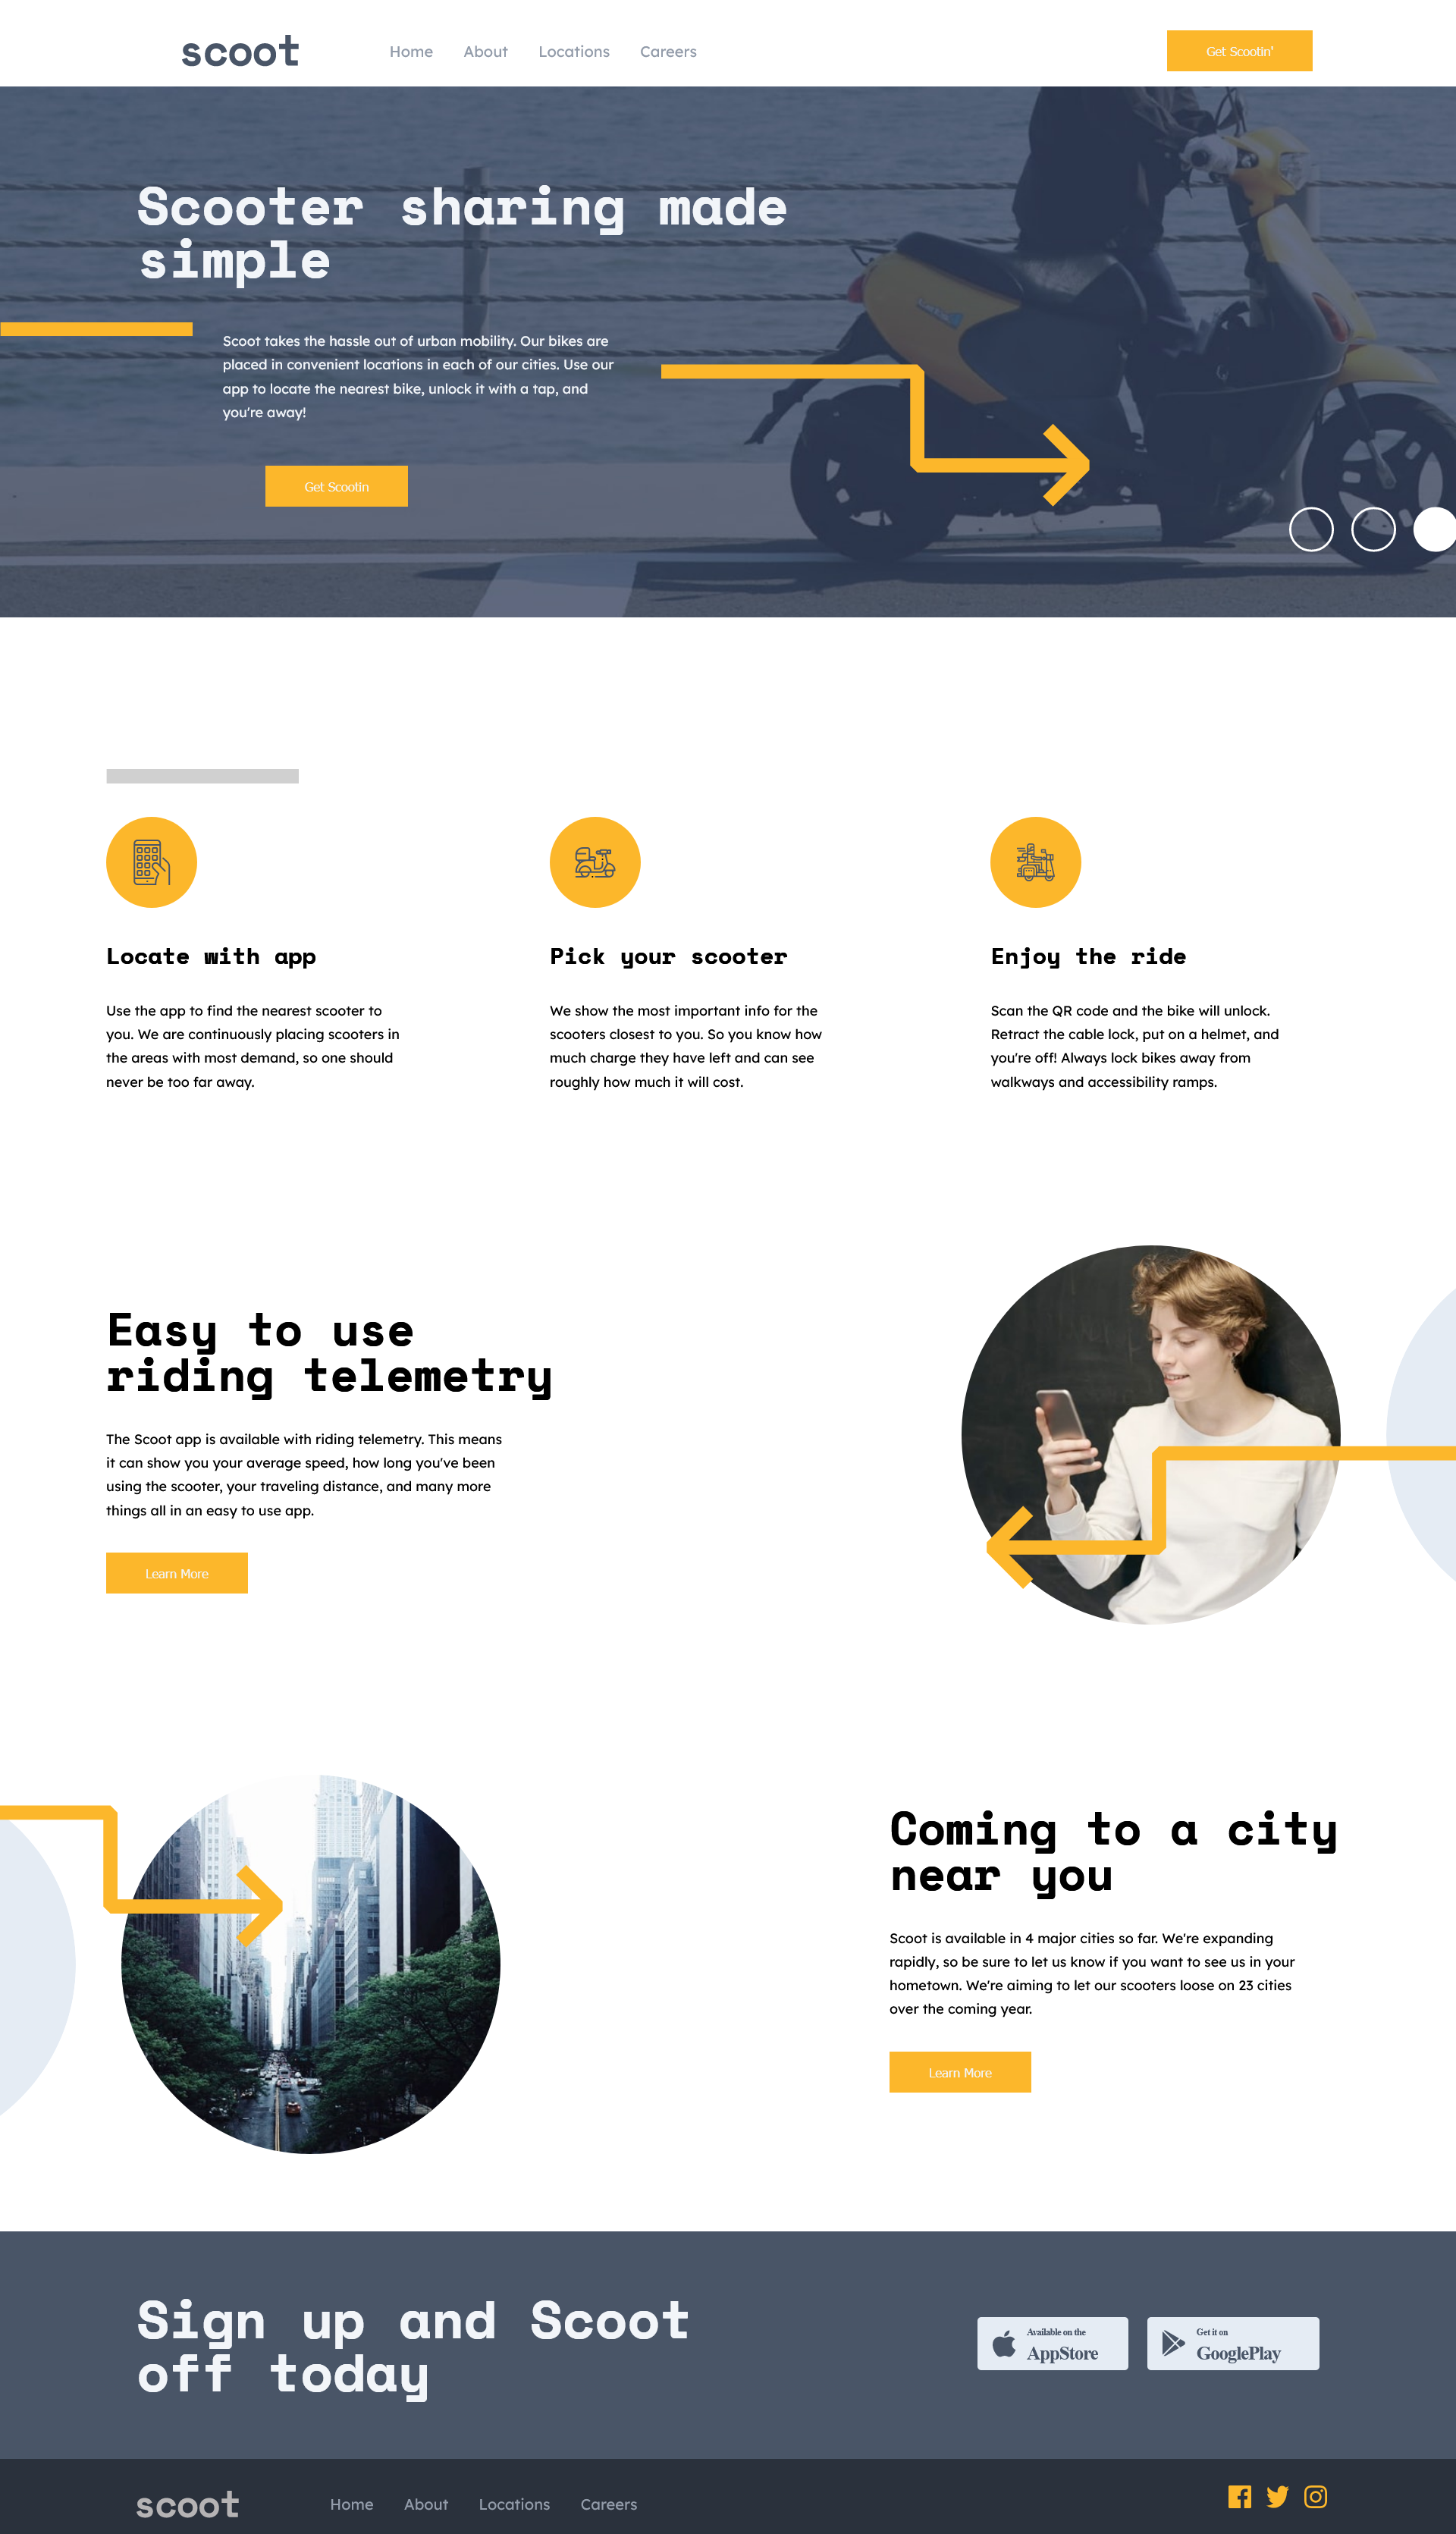 scoot
Home About Locations Careers
Get Scootin'
Scooter sharing made
simple
Scoot takes the hassle out of urban mobility. Our bikes are
placed in convenient locations in each of our cities. Use our
app to locate the nearest bike, unlock it with a tap, and
you're away!
Get Scootin
Locate with app
Use the app to find the nearest scooter to
you. We are continuously placing scooters in
the areas with most demand, so one should
never be too far away.
Pick your scooter
We show the most important info for the
scooters closest to you. So you know how
much charge they have left and can see
roughly how much it will cost.
Enjoy the ride
Scan the QR code and the bike will unlock.
Retract the cable lock, put on a helmet, and
you're off! Always lock bikes away from
walkways and accessibility ramps.
Easy to use
riding telemetry
The Scoot app is available with riding telemetry. This means
it can show you your average speed, how long you've been
using the scooter, your traveling distance, and many more
things all in an easy to use app.
Learn More
Coming to a city
near you
Scoot is available in 4 major cities so far. We're expanding
rapidly, so be sure to let us know if you want to see us in your
hometown. We're aiming to let our scooters loose on 23 cities
over the coming year.
Learn More
Sign up and Scoot
off today
Available on the
AppStore
Get it on
GooglePlay
scoot
Home About Locations Careers